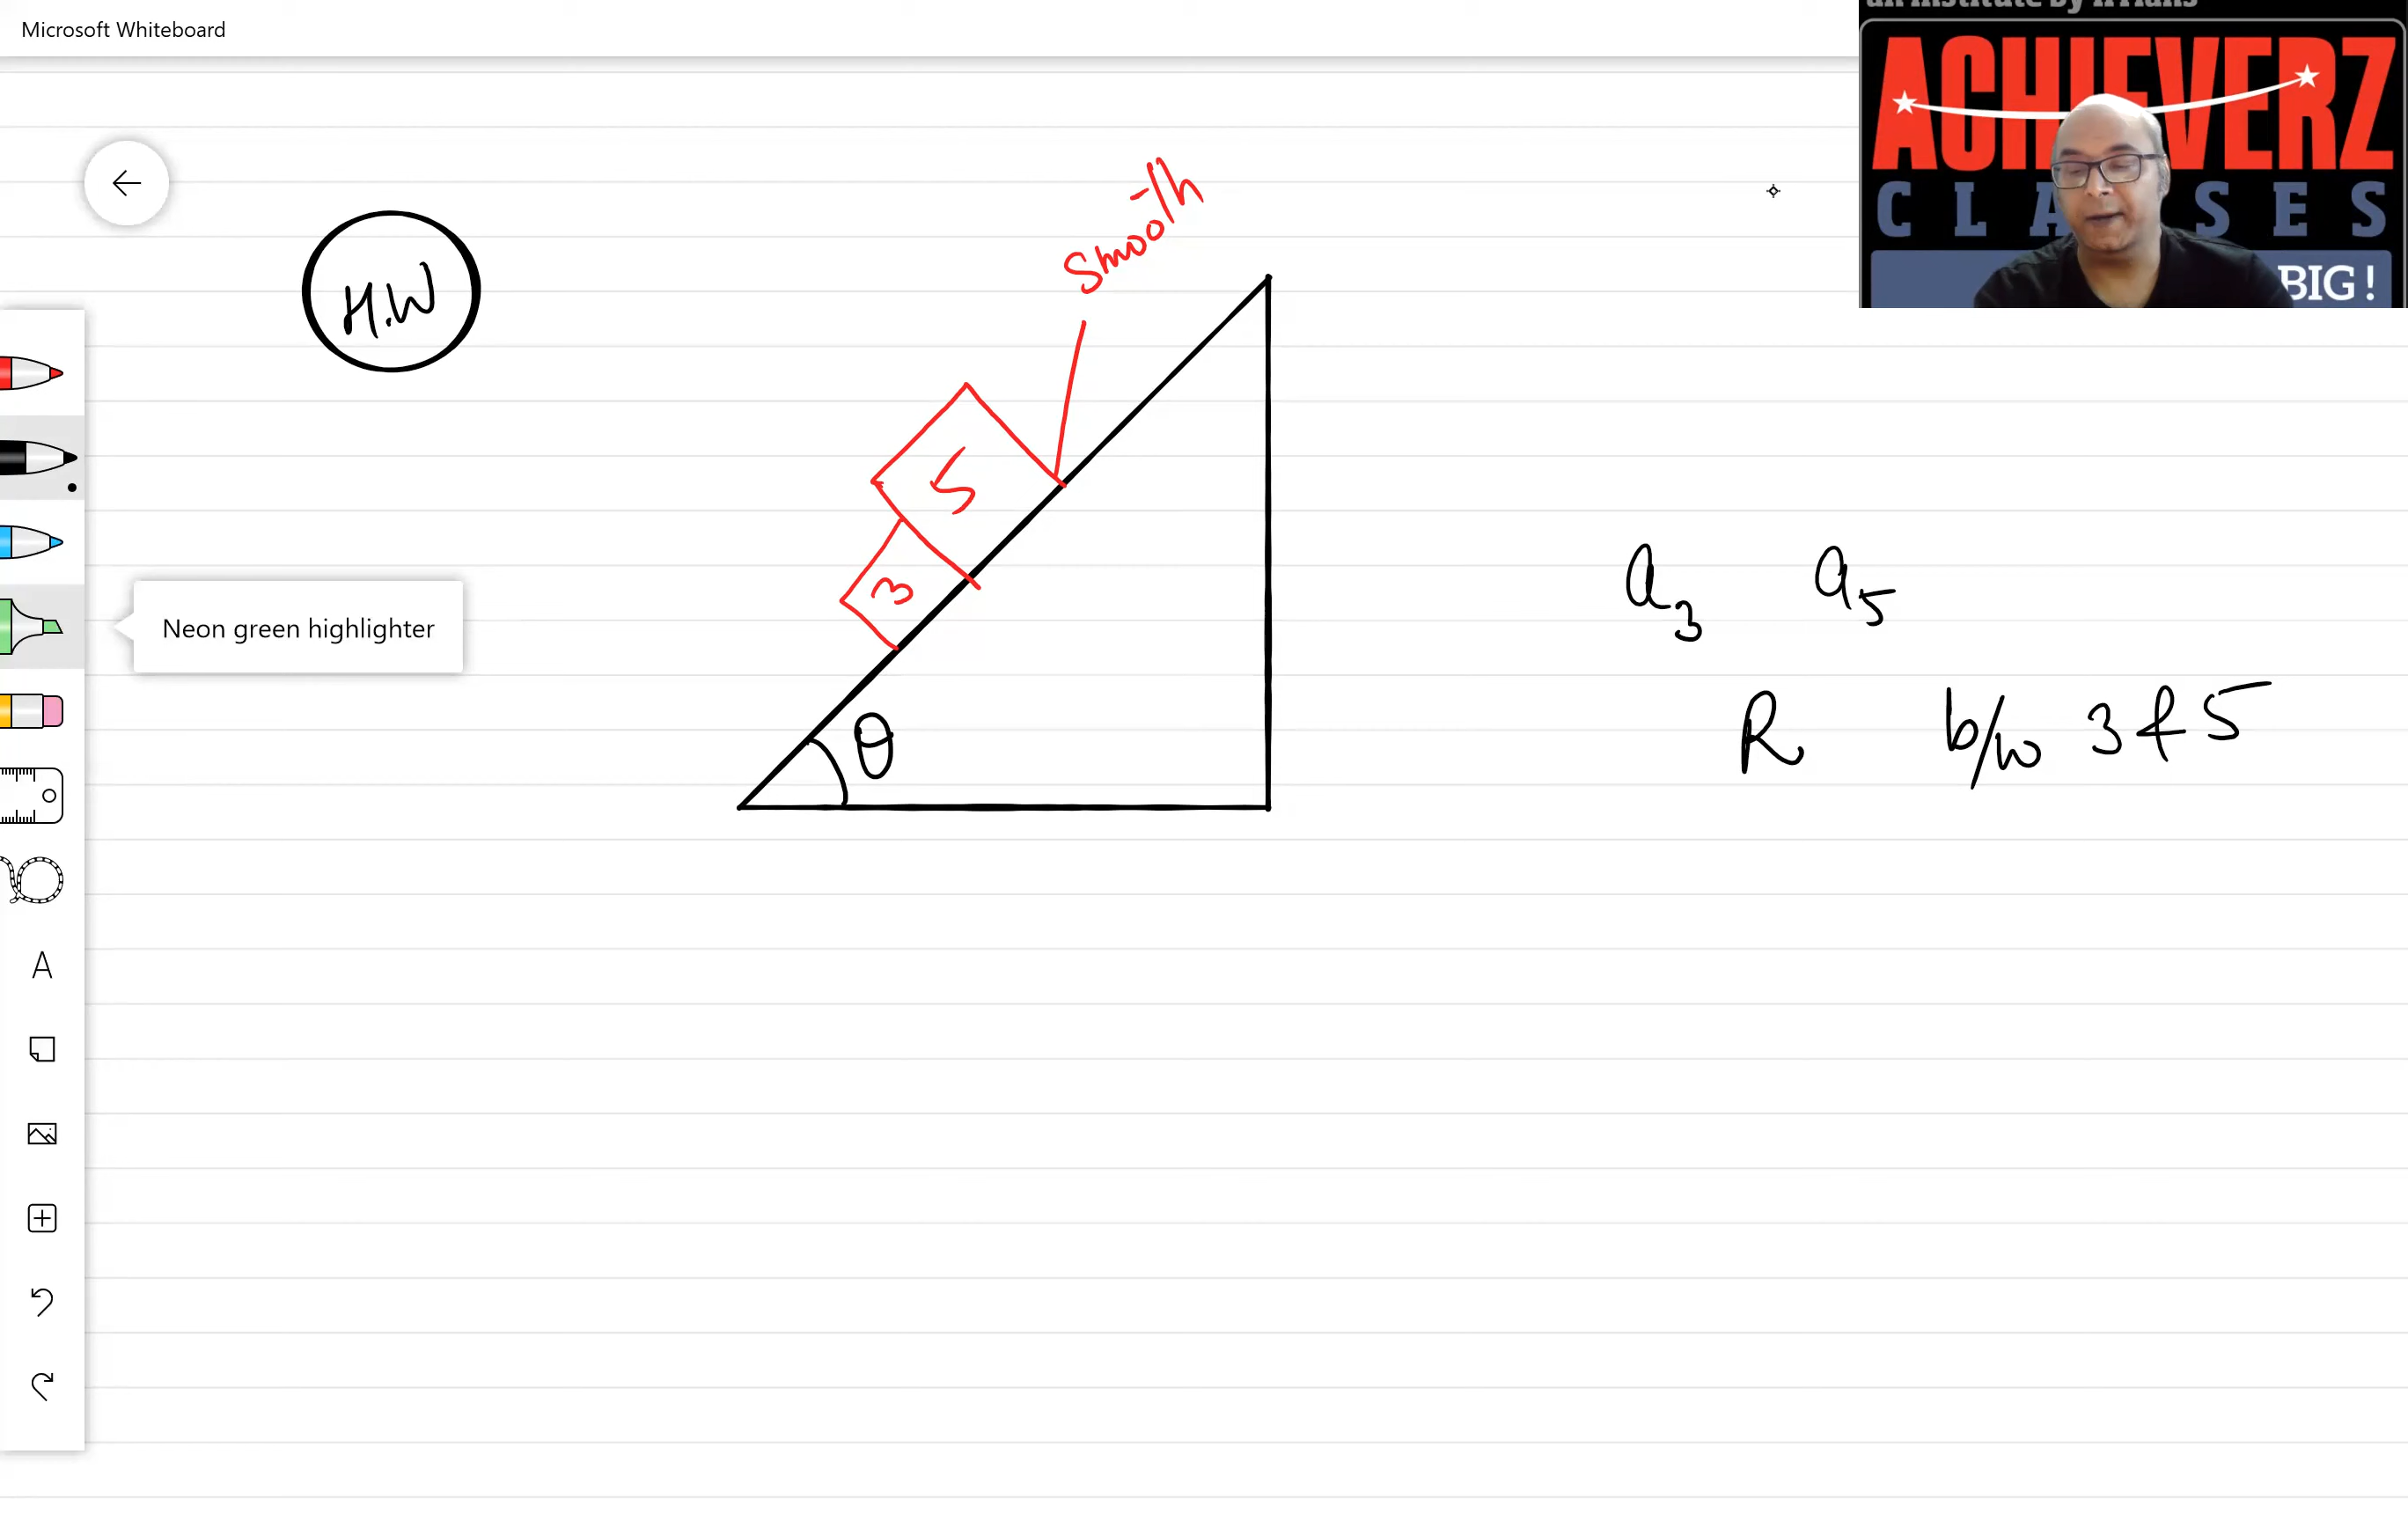 Microsoft Whiteboard
ACHIEVERZ
CLASSES
BIG!
H.W
Smooth
5
3
θ
Neon green highlighter
a3 a5
R b/w 3 & 5
A